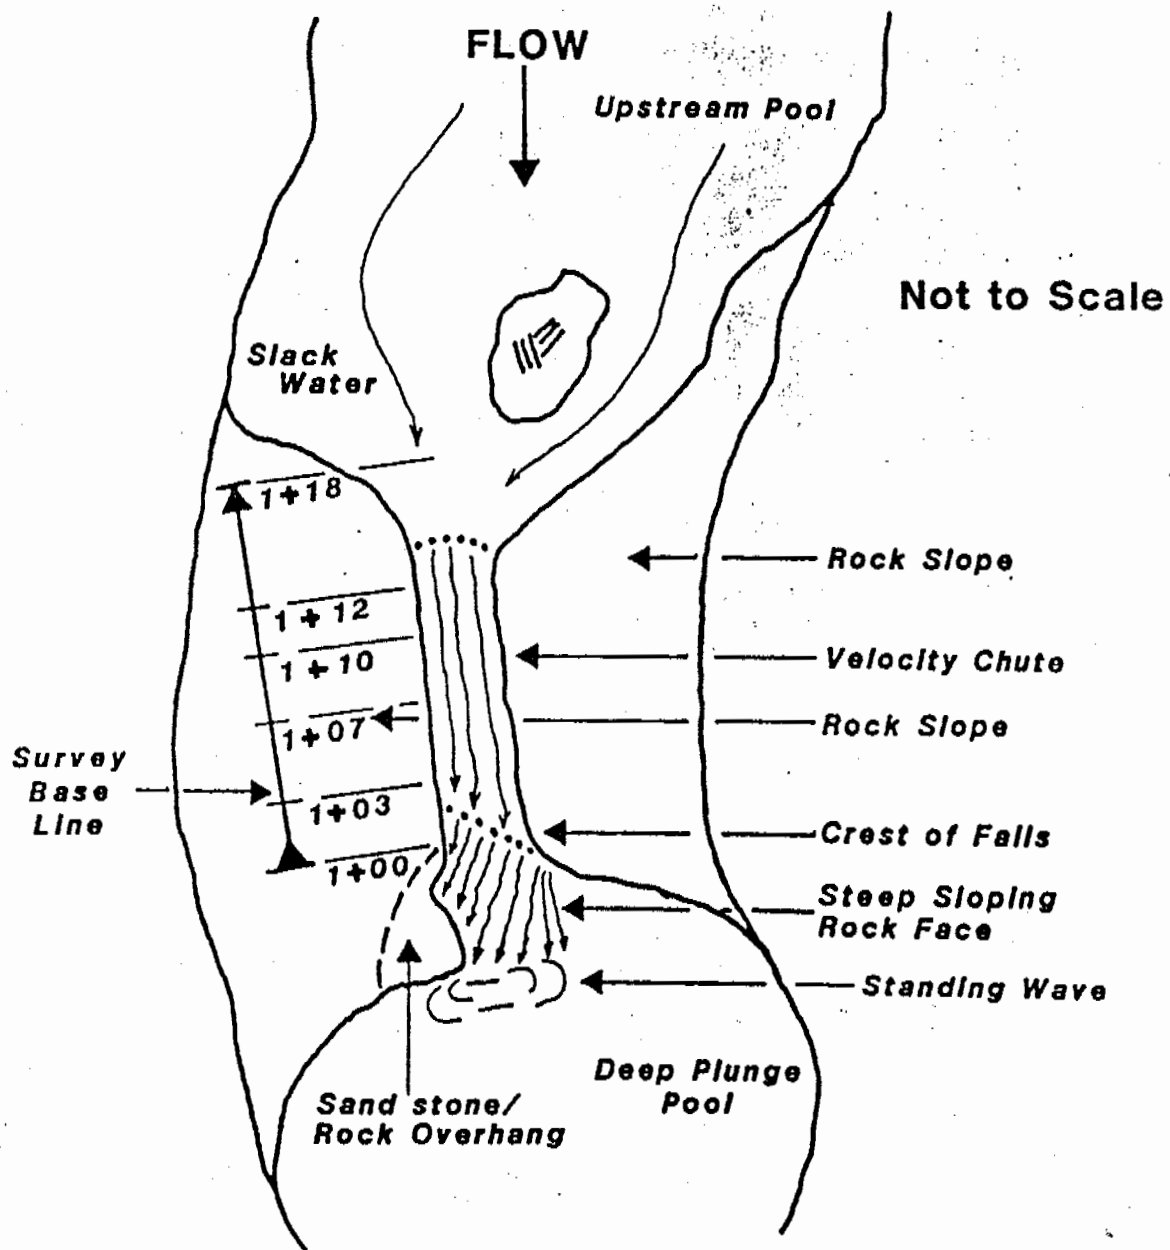 FLOW
Upstream Pool
Not to Scale
Slack
Water
1+18
Rock Slope
1+12
1+10
Velocity Chute
1+07
Rock Slope
Survey
Base
Line
1+03
Crest of Falls
1+00
Steep Sloping
Rock Face
Standing Wave
Deep Plunge
Pool
Sand stone/
Rock Overhang